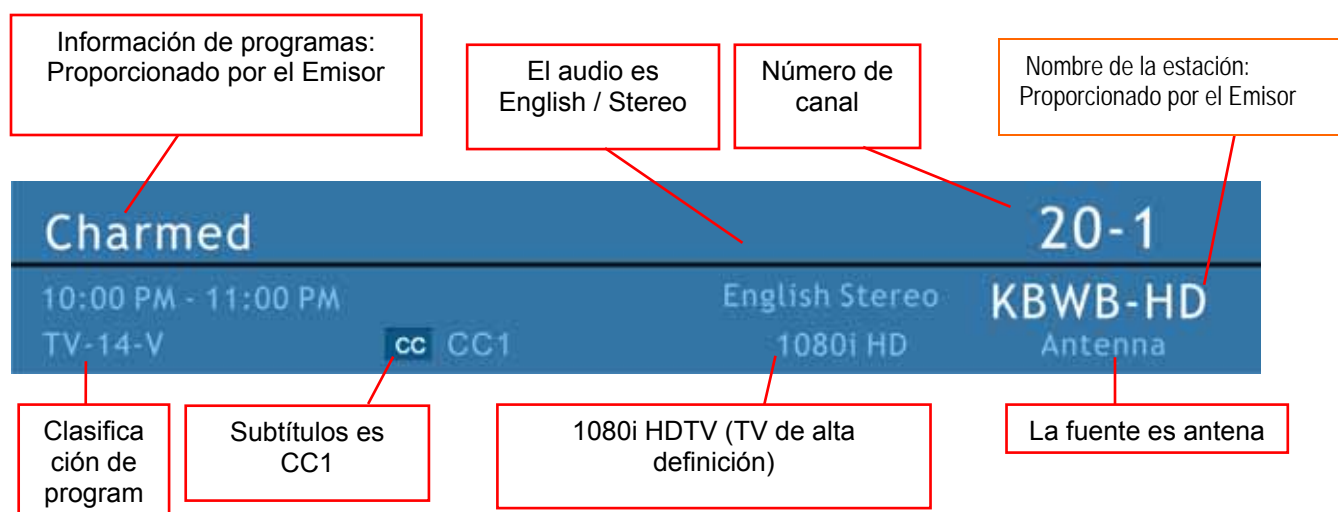 Información de programas:
Proporcionado por el Emisor
El audio es
English / Stereo
Número de
canal
Nombre de la estación:
Proporcionado por el Emisor
Charmed
20-1
10:00 PM - 11:00 PM
English Stereo
KBWB-HD
TV-14-V
CC CC1
1080i HD
Antenna
Clasifica
ción de
program
Subtítulos es
CC1
1080i HDTV (TV de alta
definición)
La fuente es antena